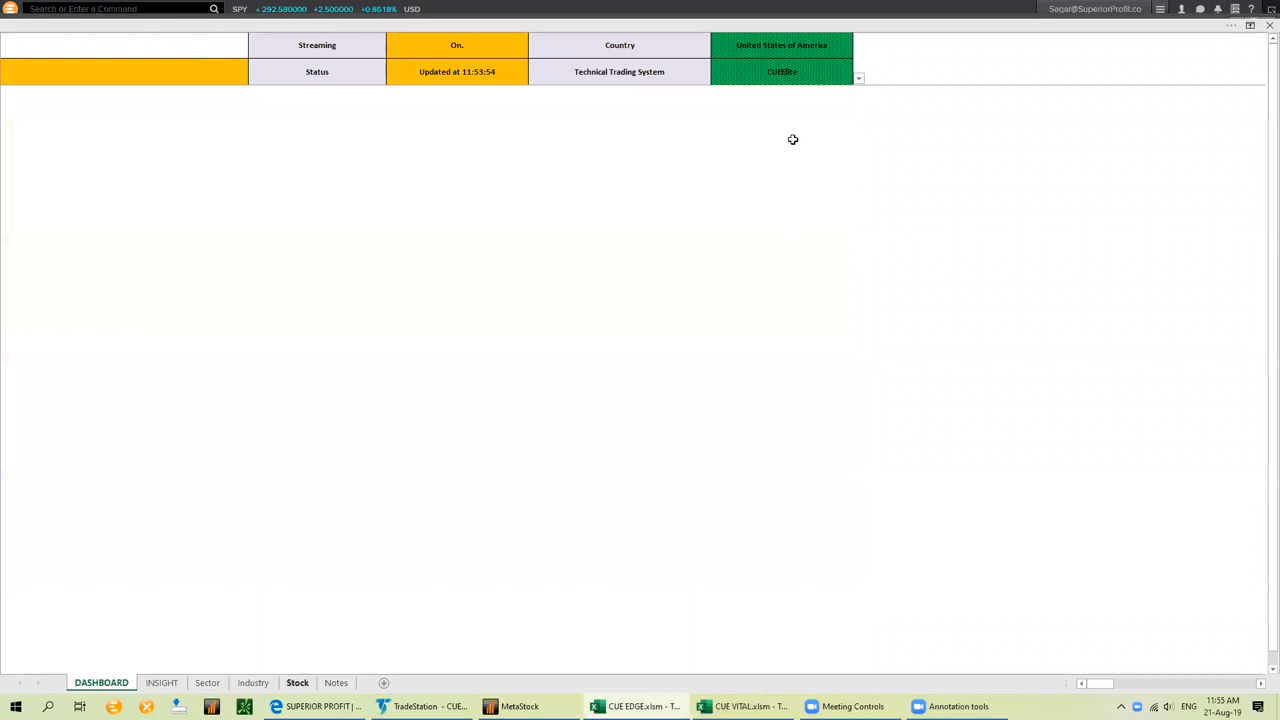 Search or Enter a Command SPY + 292.580000 +2.500000 +0.8618% USD Sagar@SuperiorProfit.co
Streaming On. Country United States of America
Status Updated at 11:53:54 Technical Trading System CUEElite
DASHBOARD INSIGHT Sector Industry Stock Notes
SUPERIOR PROFIT | ... TradeStation - CUE... MetaStock CUE EDGE.xlsm - T... CUE VITAL.xlsm - T... Meeting Controls Annotation tools ENG 11:55 AM
21-Aug-19